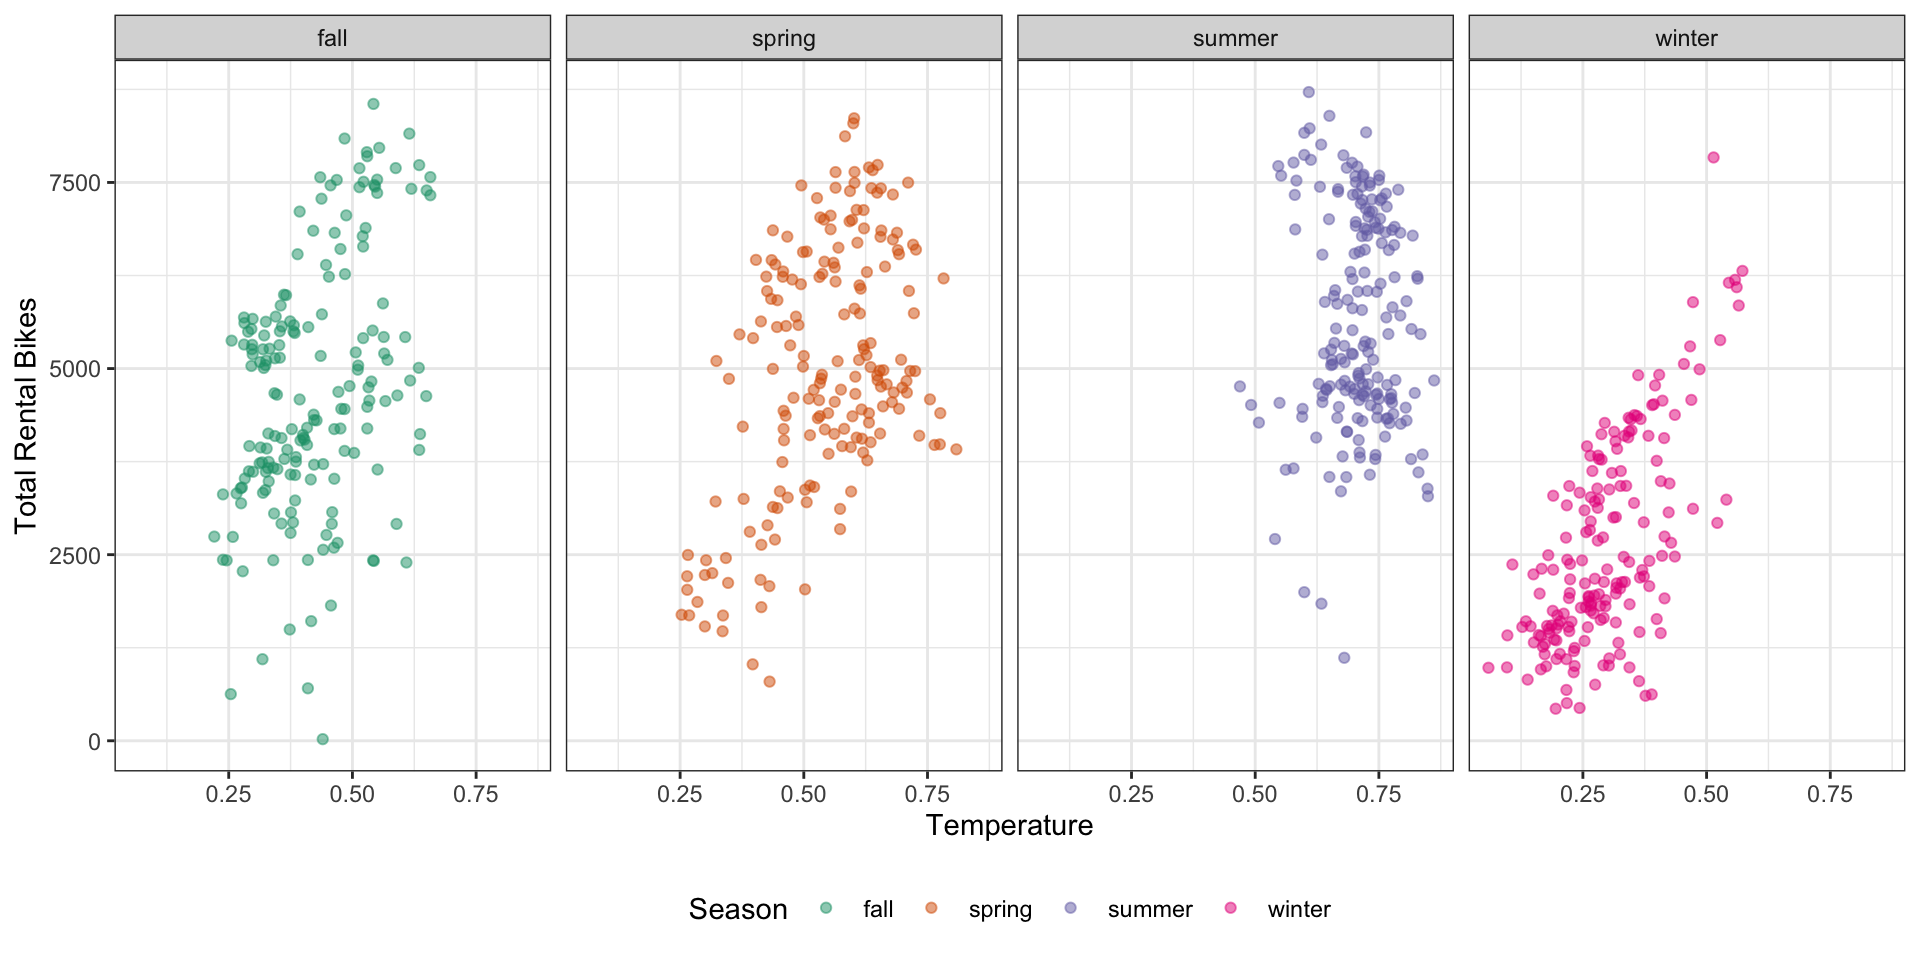 fall spring summer winter
7500
5000
2500
0
Total Rental Bikes
0.25 0.50 0.75 0.25 0.50 0.75 0.25 0.50 0.75 0.25 0.50 0.75
Temperature
Season fall spring summer winter